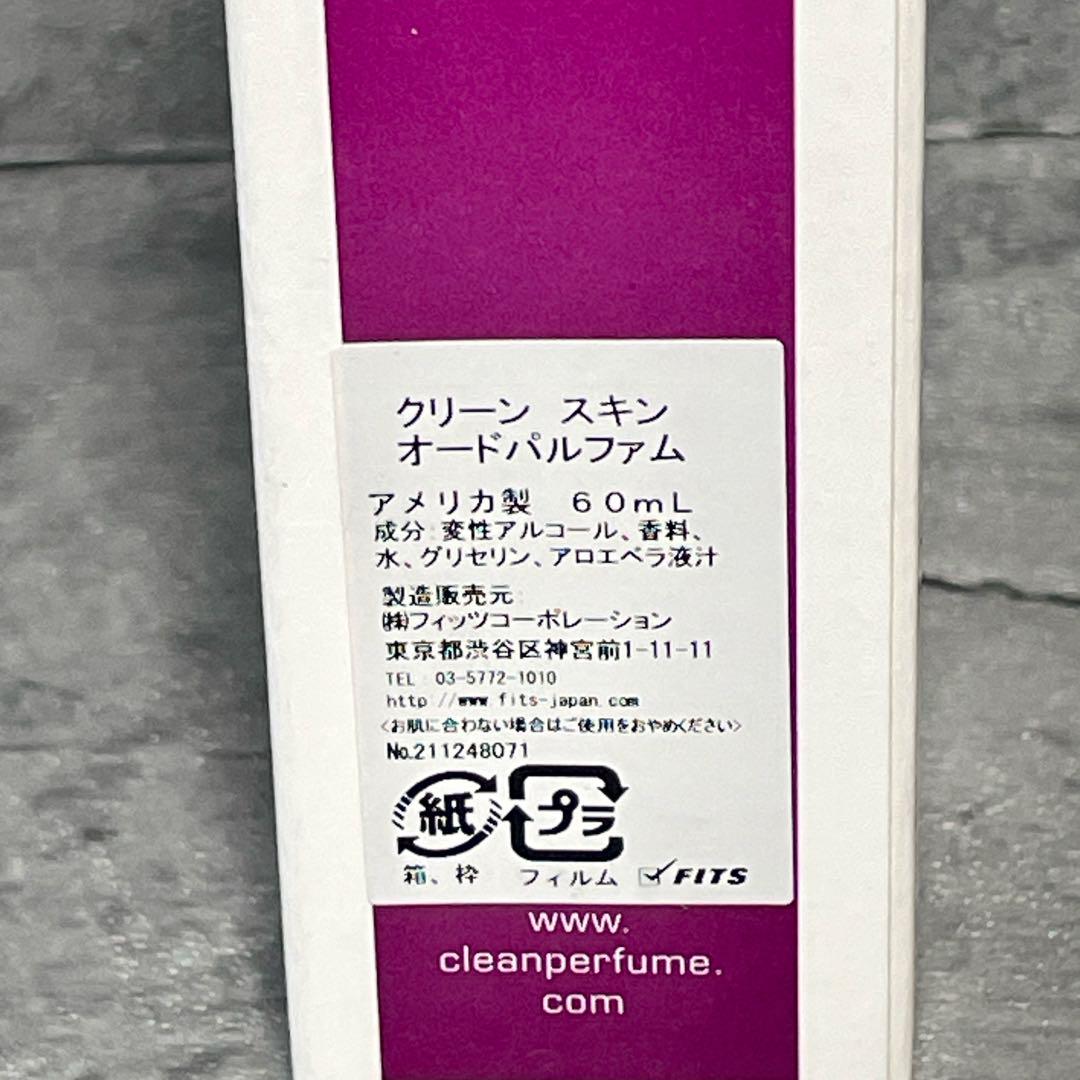 クリーン　スキン
オードパルファム
アメリカ製　６０ｍＬ
成分：変性アルコール、香料、
水、グリセリン、アロエベラ液汁
製造販売元：
㈱フィッツコーポレーション
東京都渋谷区神宮前1-11-11
TEL：03-5772-1010
http://www.fits-japan.com
<お肌に合わない場合はご使用をおやめください>
No.211248071
紙 プラ
箱、枠 フィルム FITS
www.
cleanperfume.
com